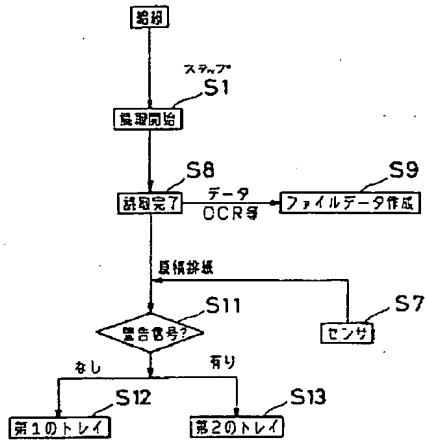 給紙
ステップ
S1
読取開始
S8
読取完了
データ
OCR等
S9
ファイルデータ作成
原稿排紙
S11
警告信号?
S7
センサ
なし
有り
S12
第1のトレイ
S13
第2のトレイ